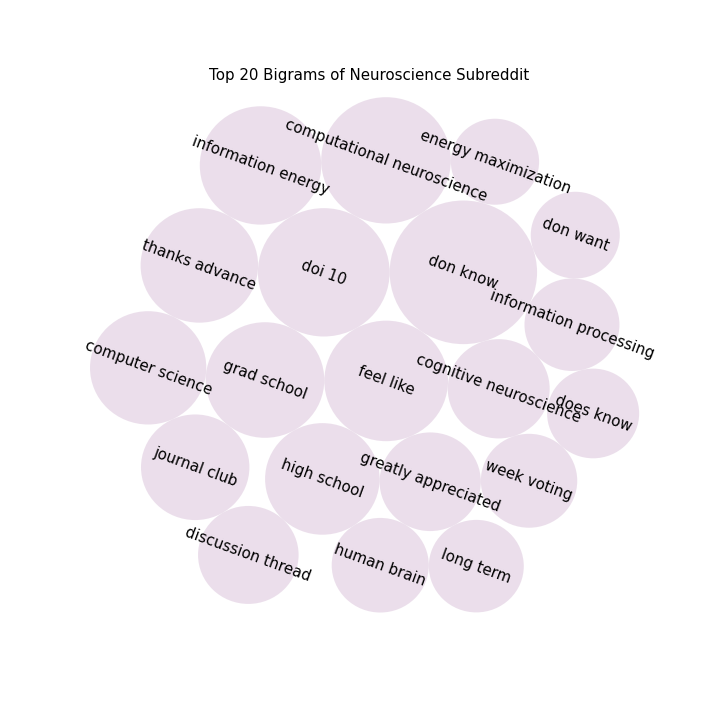 Top 20 Bigrams of Neuroscience Subreddit
computational neuroscience
energy maximization
information energy
don want
thanks advance
doi 10
don know
information processing
computer science
grad school
feel like
cognitive neuroscience
does know
journal club
high school
greatly appreciated
week voting
discussion thread
human brain
long term